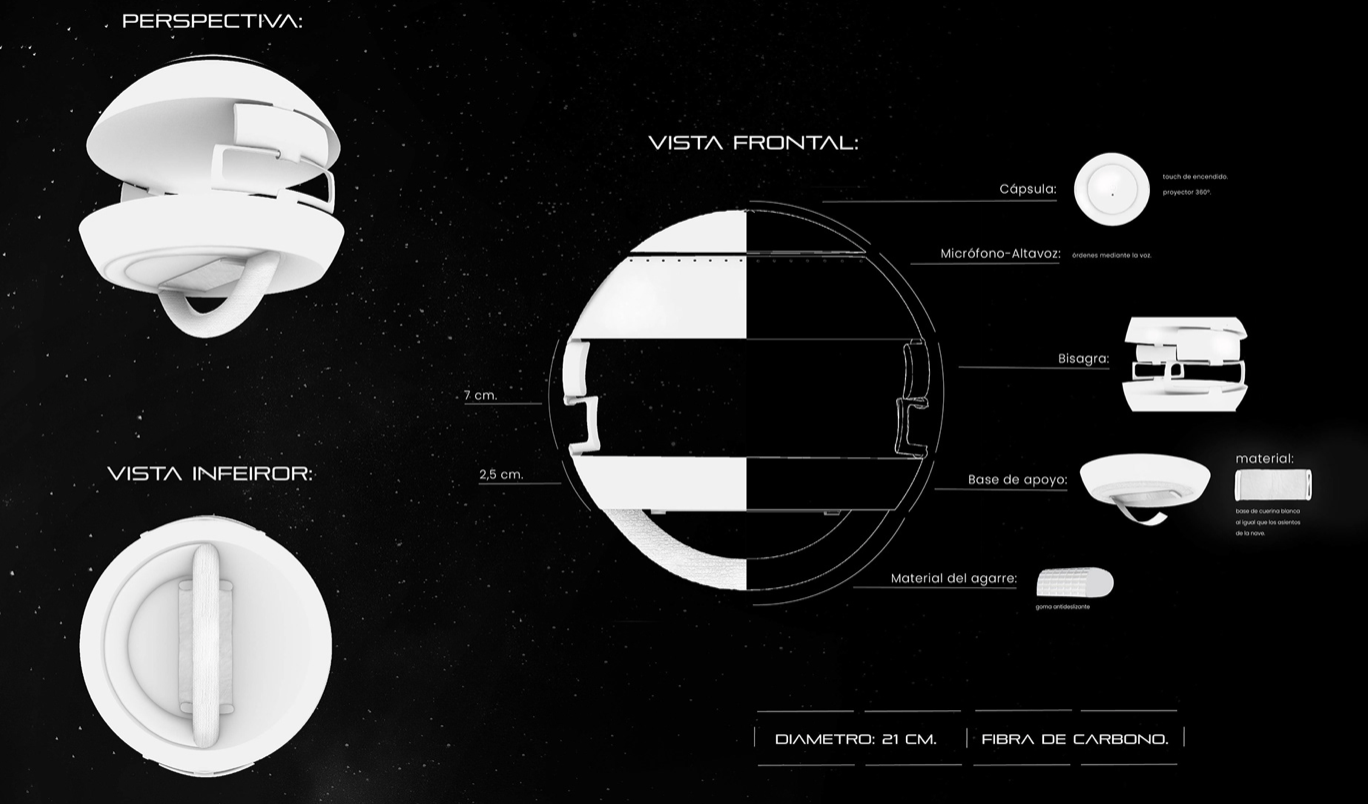 PERSPECTIVA:
VISTA FRONTAL:
Cápsula:
touch de encendido.
proyector 360º.
Micrófono-Altavoz:
órdenes mediante la voz.
Bisagra:
7 cm.
2,5 cm.
Base de apoyo:
material:
base de cuerina blanca
al igual que los asientos
de la nave.
Material del agarre:
goma antideslizante
VISTA INFEIROR:
DIAMETRO: 21 CM.
FIBRA DE CARBONO.